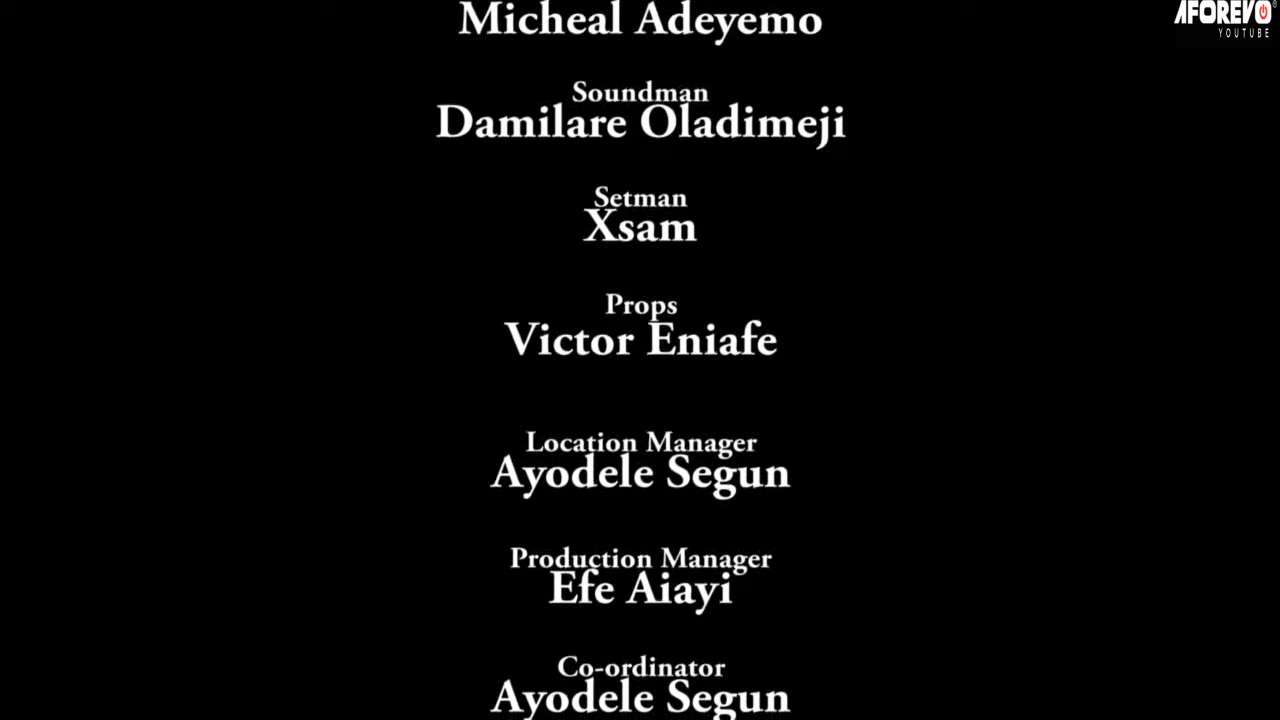 Micheal Adeyemo
AFOREVO
YOUTUBE
Soundman
Damilare Oladimeji
Setman
Xsam
Props
Victor Eniafe
Location Manager
Ayodele Segun
Production Manager
Efe Aiayi
Co-ordinator
Ayodele Segun